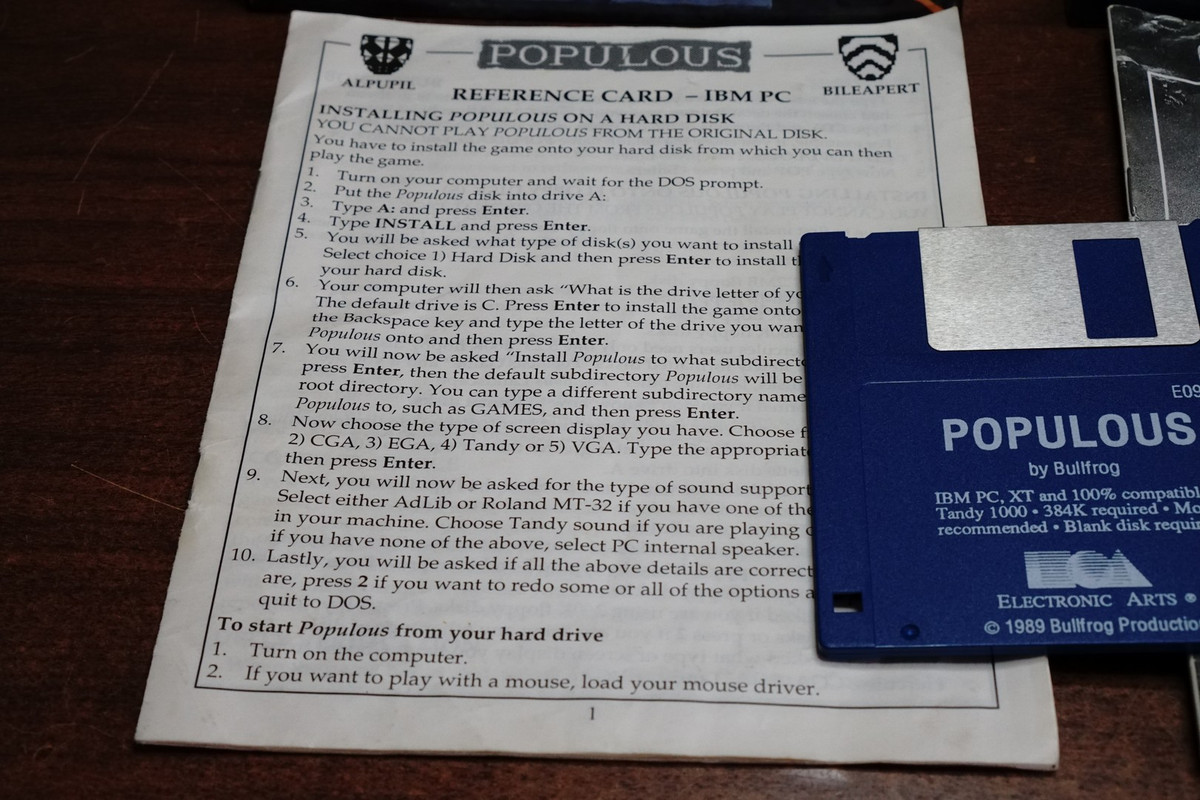 POPULOUS
ALPUPIL
BILEAPERT
REFERENCE CARD – IBM PC
INSTALLING POPULOUS ON A HARD DISK
YOU CANNOT PLAY POPULOUS FROM THE ORIGINAL DISK.
You have to install the game onto your hard disk from which you can then
play the game.
1. Turn on your computer and wait for the DOS prompt.
2. Put the Populous disk into drive A:
3. Type A: and press Enter.
4. Type INSTALL and press Enter.
5. You will be asked what type of disk(s) you want to install
Select choice 1) Hard Disk and then press Enter to install
your hard disk.
6. Your computer will then ask “What is the drive letter of
The default drive is C. Press Enter to install the game onto
the Backspace key and type the letter of the drive you
Populous onto and then press Enter.
7. You will now be asked “Install Populous to what
press Enter, then the default subdirectory Populous will be
root directory. You can type a different subdirectory name
Populous to, such as GAMES, and then press Enter.
8. Now choose the type of screen display you have. Choose
2) CGA, 3) EGA, 4) Tandy or 5) VGA. Type the
then press Enter.
9. Next, you will now be asked for the type of sound support
Select either AdLib or Roland MT-32 if you have one of
in your machine. Choose Tandy sound if you are playing
if you have none of the above, select PC internal speaker.
10. Lastly, you will be asked if all the above details are correct
are, press 2 if you want to redo some or all of the options
quit to DOS.
To start Populous from your hard drive
1. Turn on the computer.
2. If you want to play with a mouse, load your mouse driver.
1
E09
POPULOUS
by Bullfrog
IBM PC, XT and 100%
Tandy 1000 • 384K required •
recommended • Blank disk
EA
ELECTRONIC ARTS ®
© 1989 Bullfrog